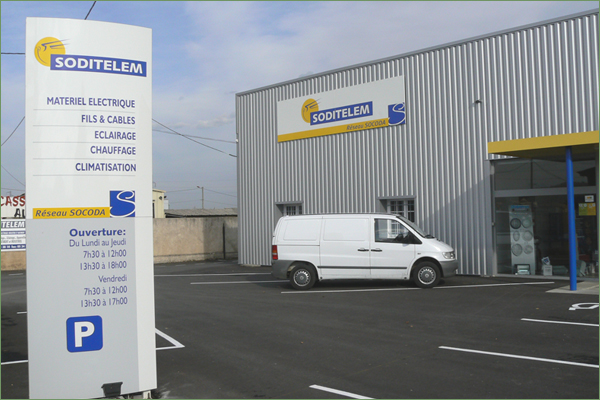 SODITELEM
MATERIEL ELECTRIQUE
FILS & CABLES
ECLAIRAGE
CHAUFFAGE
CLIMATISATION
Réseau SOCODA
Ouverture:
Du Lundi au Jeudi
7h30 à 12h00
13h30 à 18h00
Vendredi
7h30 à 12h00
13h30 à 17h00
P
SODITELEM
Réseau SOCODA
CASS